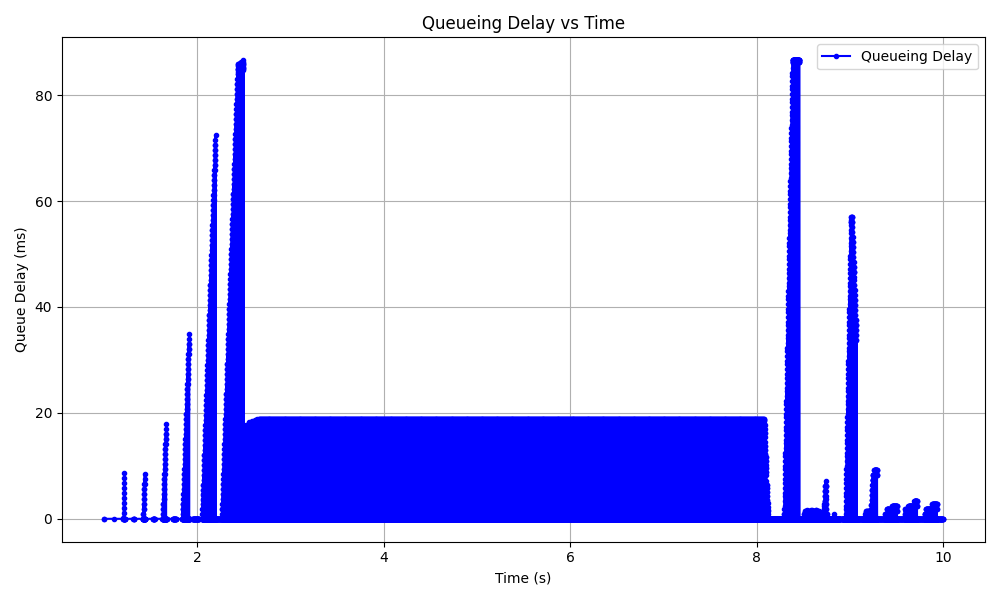 Queueing Delay vs Time
Queueing Delay
Queue Delay (ms)
80
60
40
20
0
2 4 6 8 10
Time (s)